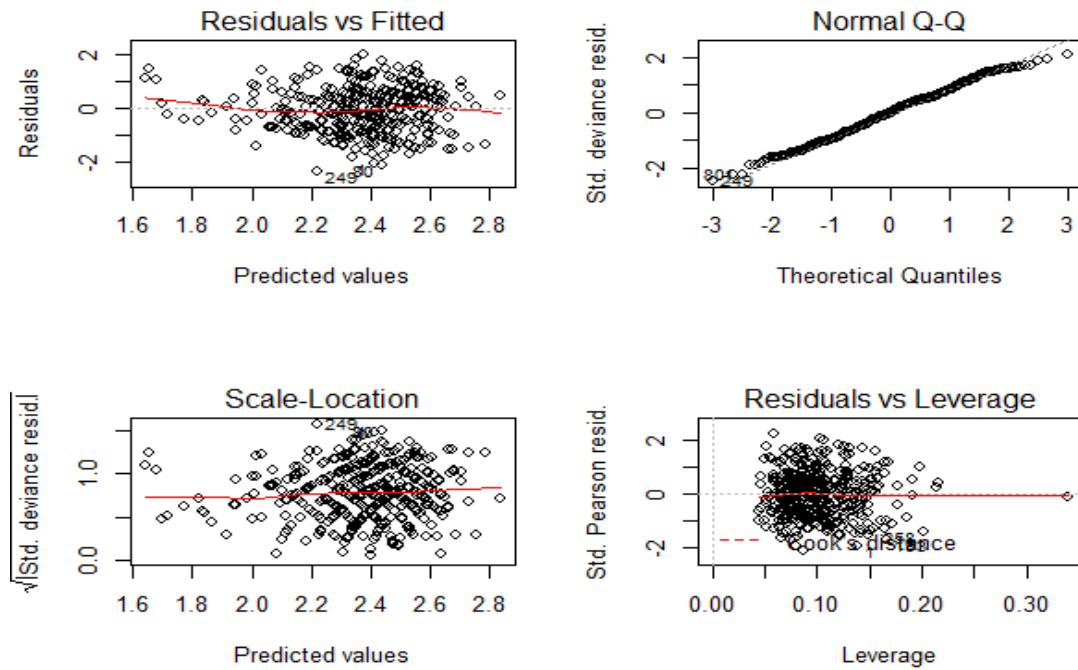 Residuals vs Fitted
Residuals
2
0
-2
249
80
1.6 1.8 2.0 2.2 2.4 2.6 2.8
Predicted values
Normal Q-Q
Std. deviance resid.
2
0
-2
249
-3 -2 -1 0 1 2 3
Theoretical Quantiles
Scale-Location
√|Std. deviance resid.|
1.0
0.0
249
1.6 1.8 2.0 2.2 2.4 2.6 2.8
Predicted values
Residuals vs Leverage
Std. Pearson resid.
2
0
-2
Cook's distance
0.00 0.10 0.20 0.30
Leverage